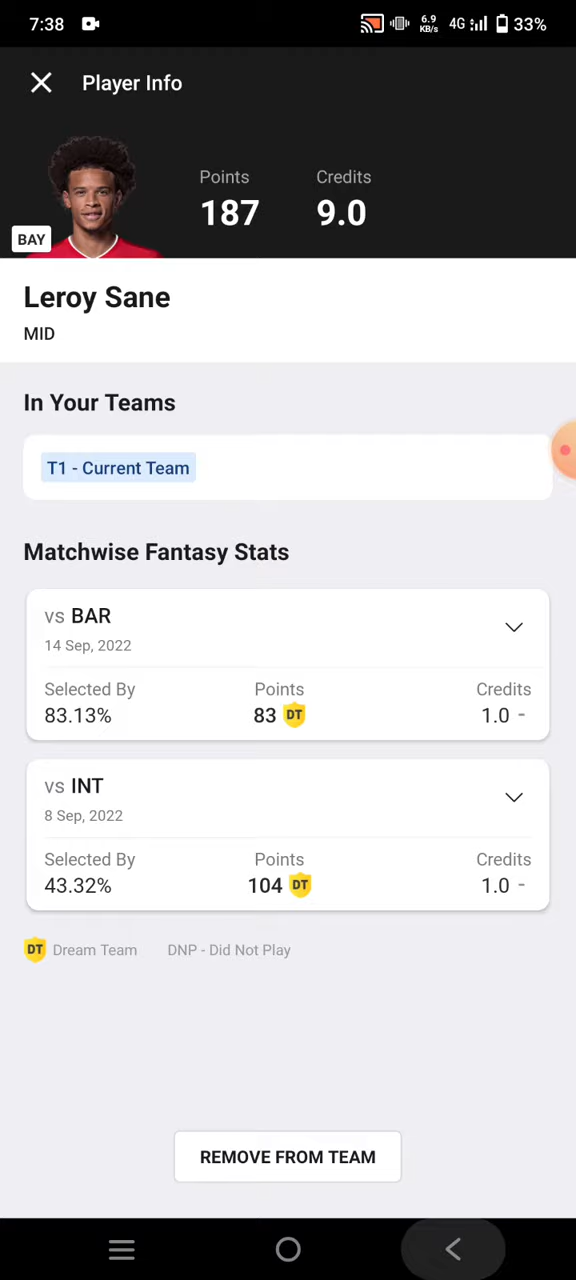 7:38 6.9 KB/s 4G 33%
Player Info
Points Credits
187 9.0
BAY
Leroy Sane
MID
In Your Teams
T1 - Current Team
Matchwise Fantasy Stats
vs BAR
14 Sep, 2022
Selected By Points Credits
83.13% 83 DT 1.0 -
vs INT
8 Sep, 2022
Selected By Points Credits
43.32% 104 DT 1.0 -
DT Dream Team DNP - Did Not Play
REMOVE FROM TEAM